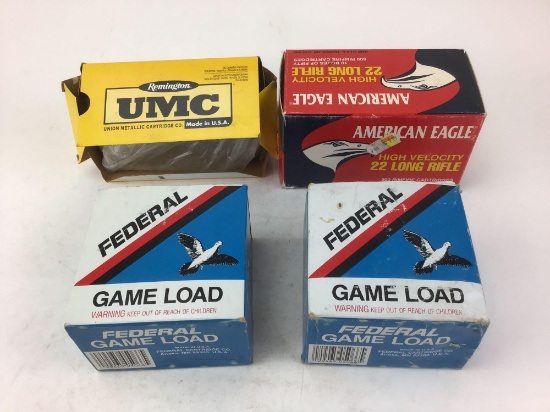 Remington
UMC
UNION METALLIC CARTRIDGE CO.
Made in U.S.A.
HIGH VELOCITY
22 LONG RIFLE
AMERICAN EAGLE
AMERICAN EAGLE
HIGH VELOCITY
22 LONG RIFLE
FEDERAL
GAME LOAD
WARNING KEEP OUT OF REACH OF CHILDREN
FEDERAL
GAME LOAD
FEDERAL
GAME LOAD
WARNING KEEP OUT OF REACH OF CHILDREN
FEDERAL
GAME LOAD